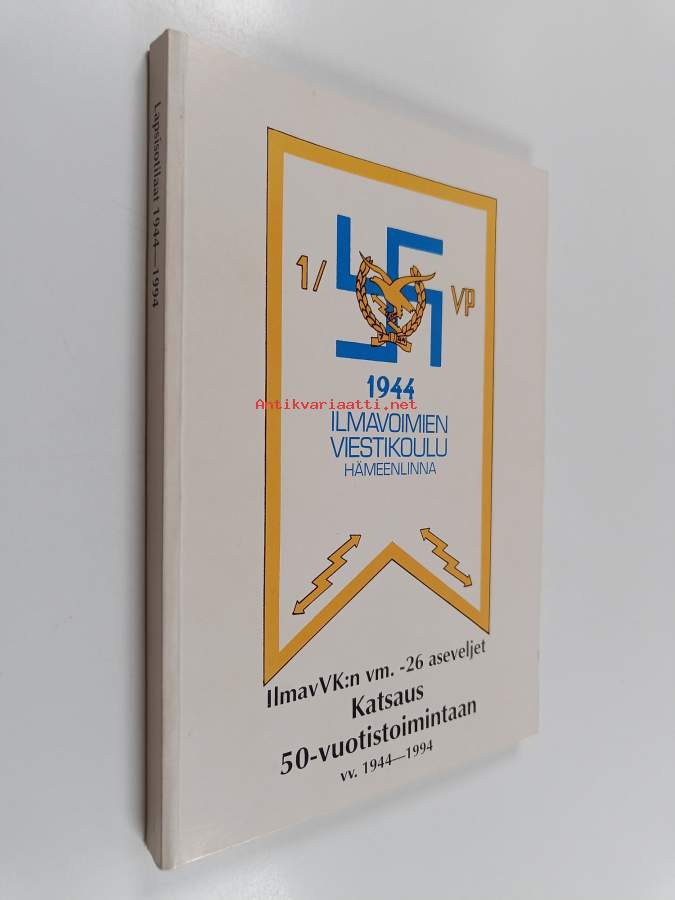 Lapsisotilaat 1944—1994
1/
VP
1944
Antikvariaatti.net
ILMAVOIMIEN
VIESTIKOULU
HÄMEENLINNA
IlmavVK:n vm. -26 aseveljet
Katsaus
50-vuotistoimintaan
vv. 1944—1994